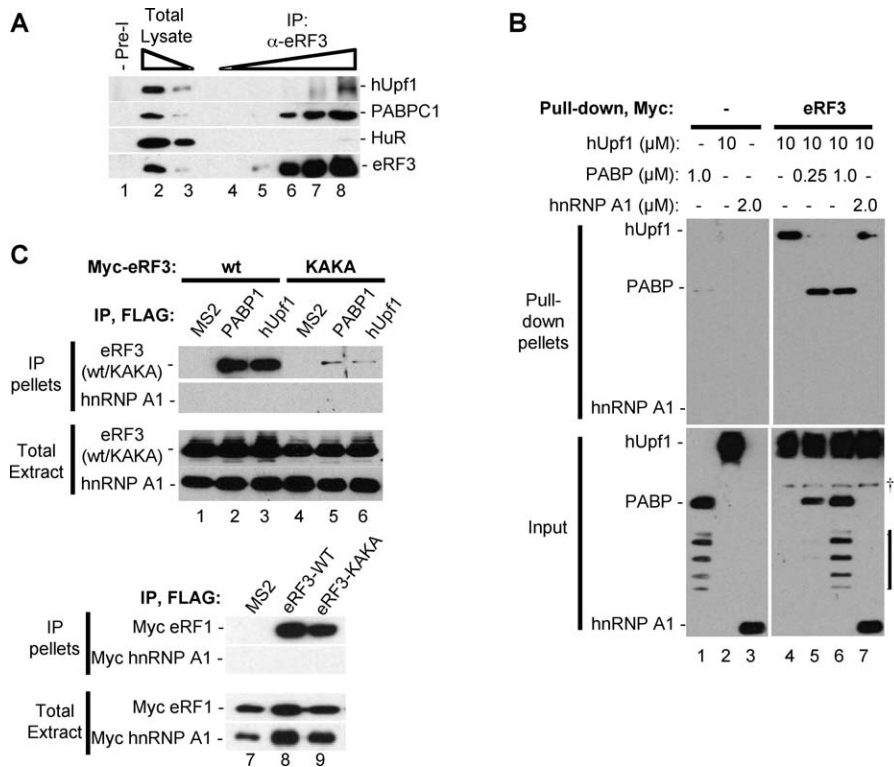 A
- Pre-I
Total Lysate
IP: α-eRF3
- hUpf1
- PABPC1
- HuR
- eRF3
1 2 3 4 5 6 7 8
B
Pull-down, Myc: - eRF3
hUpf1 (µM): - 10 - 10 10 10 10
PABP (µM): 1.0 - - - 0.25 1.0 -
hnRNP A1 (µM): - - 2.0 - - - 2.0
Pull-down pellets
hUpf1 -
PABP -
hnRNP A1 -
Input
hUpf1 -
†
PABP -
hnRNP A1 -
1 2 3 4 5 6 7
C
Myc-eRF3: wt KAKA
IP, FLAG: MS2 PABP1 hUpf1 MS2 PABP1 hUpf1
IP pellets
eRF3 (wt/KAKA) -
hnRNP A1 -
Total Extract
eRF3 (wt/KAKA) -
hnRNP A1 -
1 2 3 4 5 6
IP, FLAG: MS2 eRF3-WT eRF3-KAKA
IP pellets
Myc eRF1 -
Myc hnRNP A1 -
Total Extract
Myc eRF1 -
Myc hnRNP A1 -
7 8 9